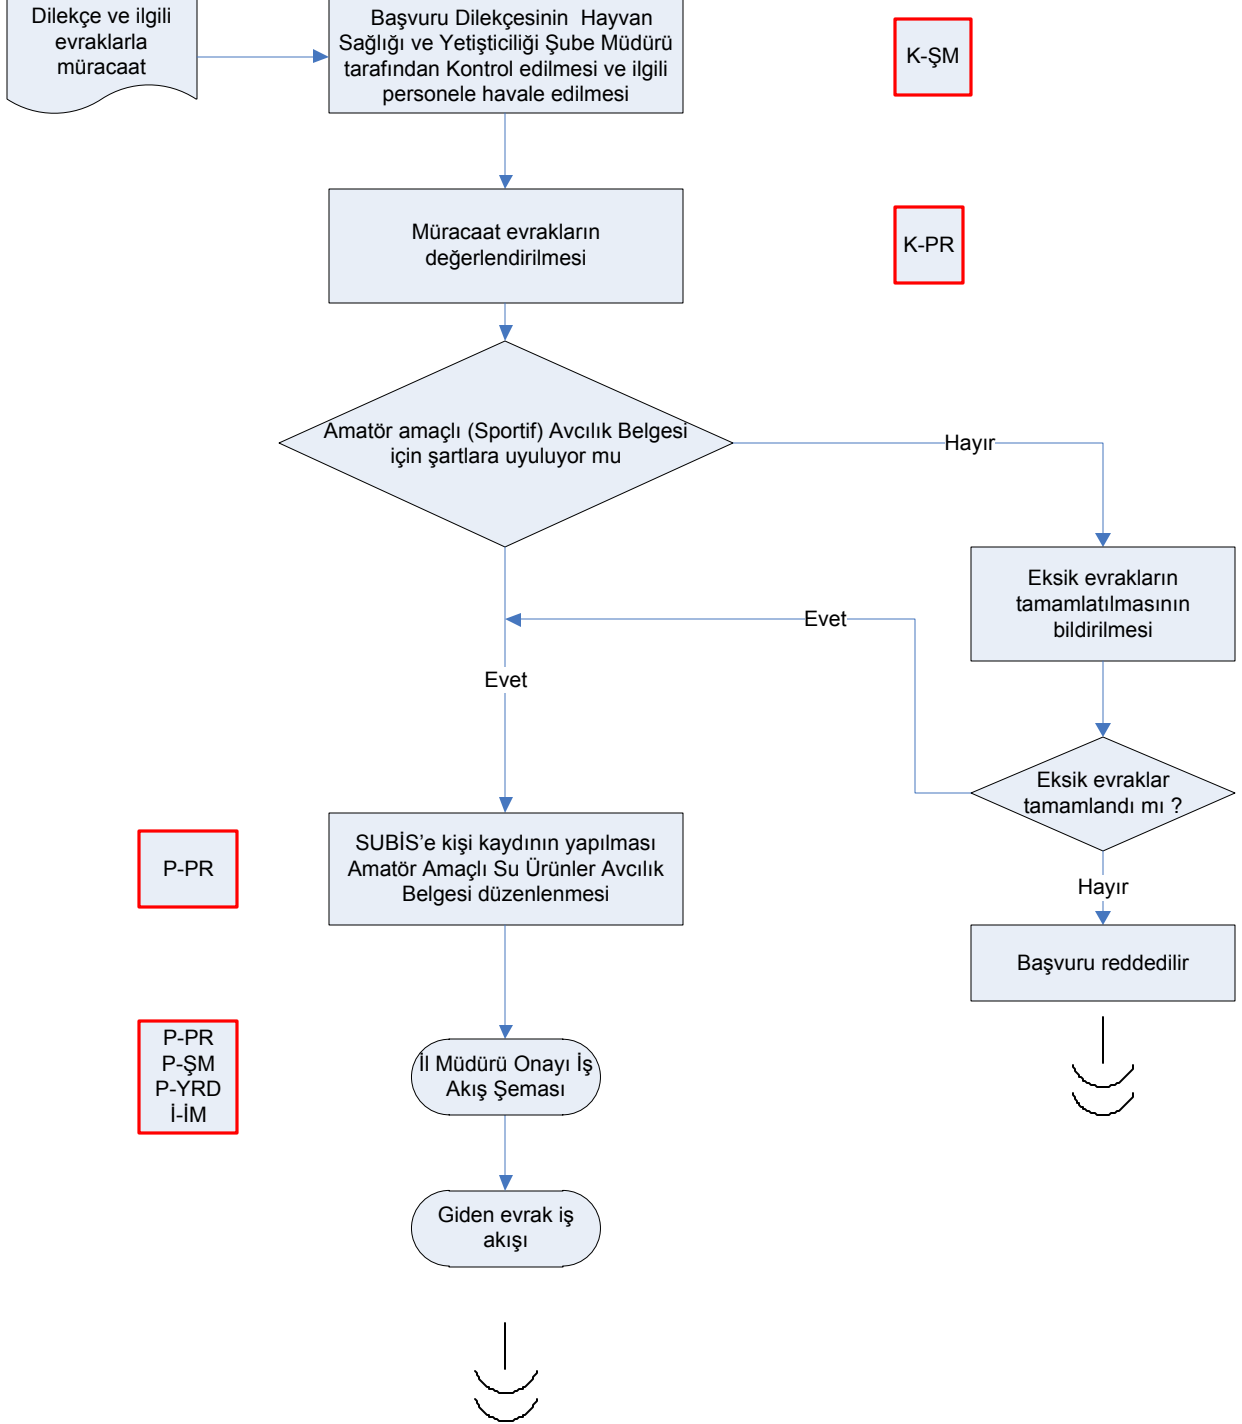 Dilekçe ve ilgili
evraklarla
müracaat
Başvuru Dilekçesinin  Hayvan
Sağlığı ve Yetişticiliği Şube Müdürü
tarafından Kontrol edilmesi ve ilgili
personele havale edilmesi
K-ŞM
Müracaat evrakların
değerlendirilmesi
K-PR
Amatör amaçlı (Sportif) Avcılık Belgesi
için şartlara uyuluyor mu
Hayır
Eksik evrakların
tamamlatılmasının
bildirilmesi
Evet
Evet
Eksik evraklar
tamamlandı mı ?
SUBİS’e kişi kaydının yapılması
Amatör Amaçlı Su Ürünler Avcılık
Belgesi düzenlenmesi
P-PR
Hayır
Başvuru reddedilir
P-PR
P-ŞM
P-YRD
İ-İM
İl Müdürü Onayı İş
Akış Şeması
Giden evrak iş
akışı